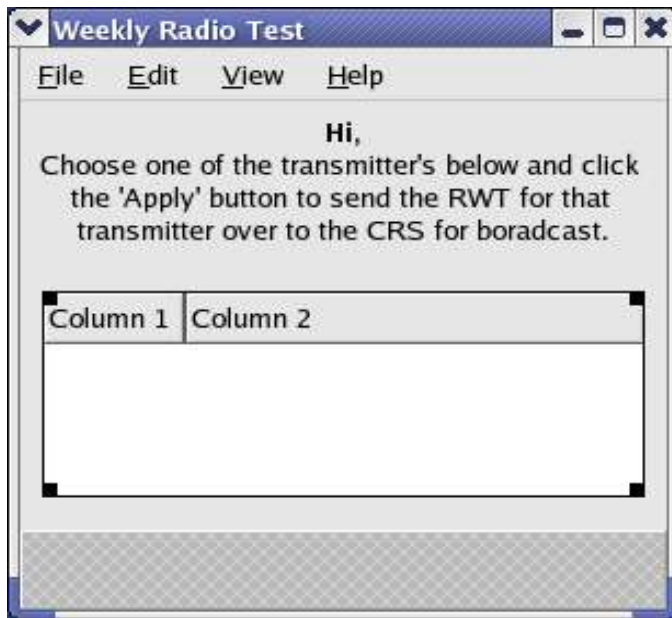 Weekly Radio Test
File Edit View Help
Hi,
Choose one of the transmitter's below and click
the 'Apply' button to send the RWT for that
transmitter over to the CRS for boradcast.
Column 1 Column 2